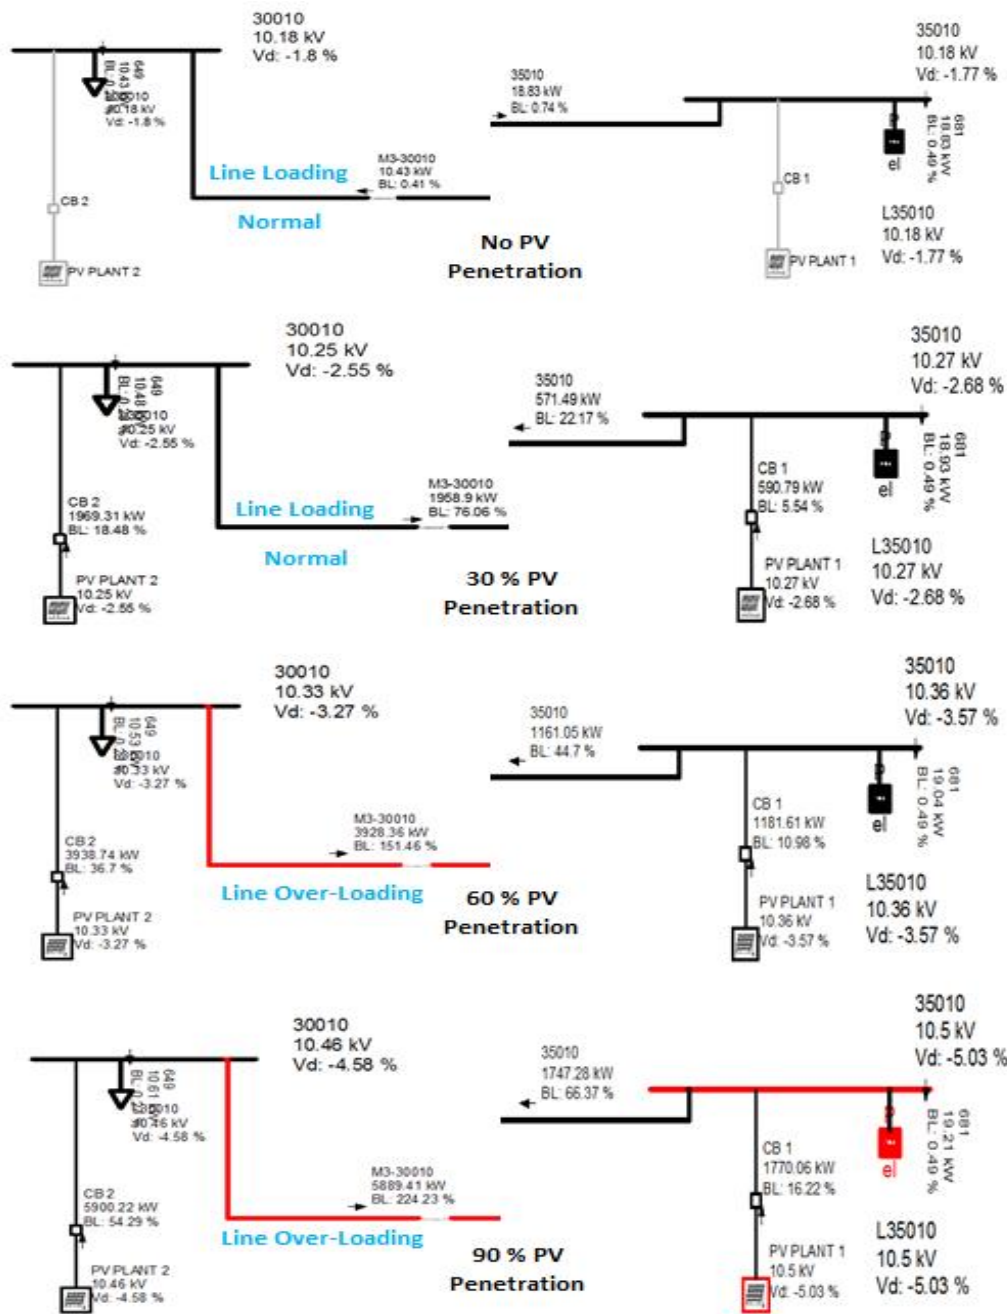 30010
10.18 kV
Vd: -1.8 %
649
10.43
10.18 kV
Vd: -1.8 %
CB 2
PV PLANT 2
Line Loading
Normal
M3-30010
10.43 kW
BL: 0.41 %
No PV
Penetration
35010
18.83 kW
BL: 0.74 %
35010
10.18 kV
Vd: -1.77 %
681
18.83 kW
BL: 0.49 %
el
CB 1
PV PLANT 1
L35010
10.18 kV
Vd: -1.77 %
30010
10.25 kV
Vd: -2.55 %
649
10.48
10.25 kV
Vd: -2.55 %
CB 2
1969.31 kW
BL: 18.48 %
PV PLANT 2
10.25 kV
Vd: -2.55 %
Line Loading
Normal
M3-30010
1958.9 kW
BL: 76.06 %
30 % PV
Penetration
35010
571.49 kW
BL: 22.17 %
35010
10.27 kV
Vd: -2.68 %
681
18.93 kW
BL: 0.49 %
el
CB 1
590.79 kW
BL: 5.54 %
PV PLANT 1
10.27 kV
Vd: -2.68 %
L35010
10.27 kV
Vd: -2.68 %
30010
10.33 kV
Vd: -3.27 %
649
10.53
10.33 kV
Vd: -3.27 %
CB 2
3938.74 kW
BL: 36.7 %
PV PLANT 2
10.33 kV
Vd: -3.27 %
M3-30010
3928.36 kW
BL: 151.46 %
Line Over-Loading
60 % PV
Penetration
35010
1161.05 kW
BL: 44.7 %
35010
10.36 kV
Vd: -3.57 %
681
19.04 kW
BL: 0.49 %
el
CB 1
1181.61 kW
BL: 10.98 %
PV PLANT 1
10.36 kV
Vd: -3.57 %
L35010
10.36 kV
Vd: -3.57 %
30010
10.46 kV
Vd: -4.58 %
649
10.61
10.46 kV
Vd: -4.58 %
CB 2
5900.22 kW
BL: 54.29 %
PV PLANT 2
10.46 kV
Vd: -4.58 %
M3-30010
5889.41 kW
BL: 224.23 %
Line Over-Loading
90 % PV
Penetration
35010
1747.28 kW
BL: 66.37 %
35010
10.5 kV
Vd: -5.03 %
681
19.21 kW
BL: 0.49 %
el
CB 1
1770.06 kW
BL: 16.22 %
PV PLANT 1
10.5 kV
Vd: -5.03 %
L35010
10.5 kV
Vd: -5.03 %